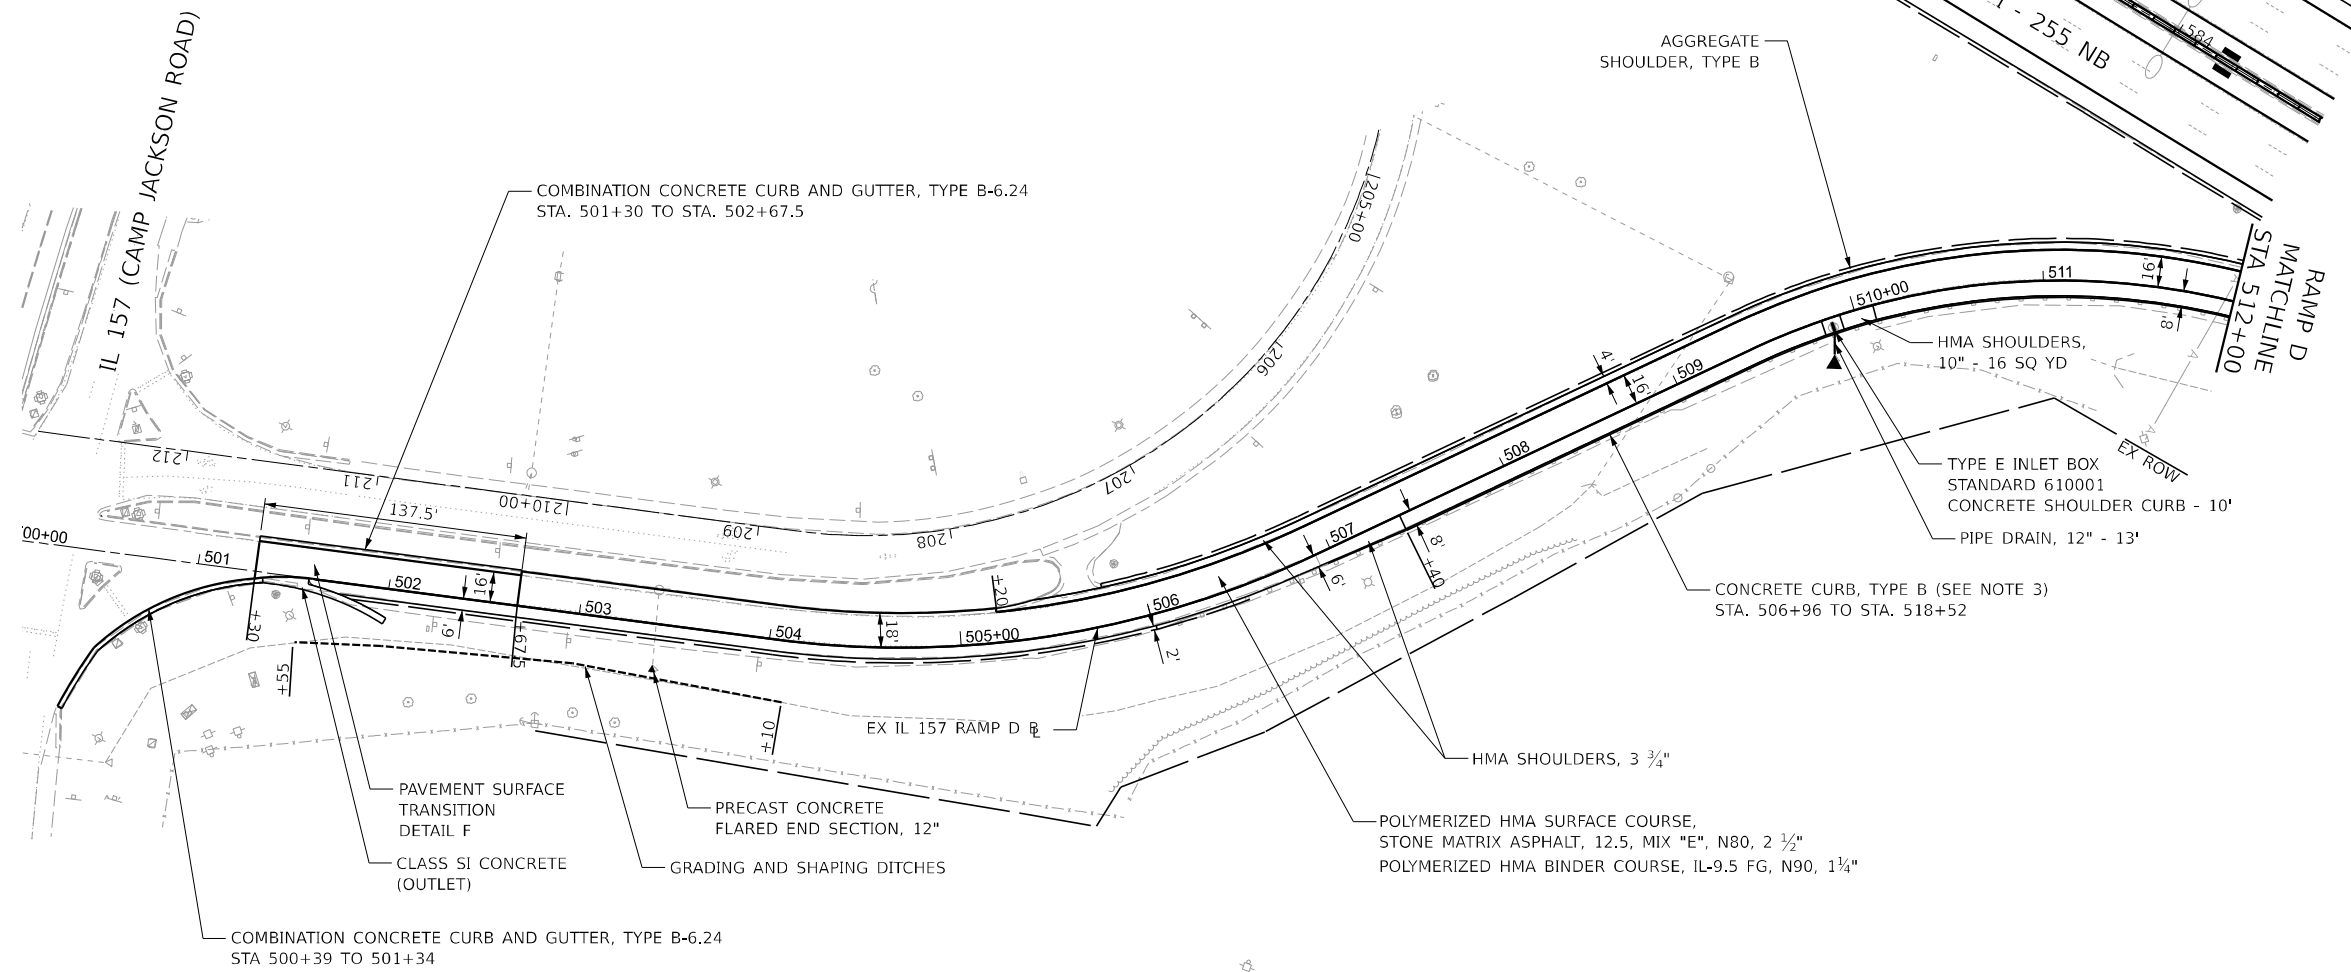 IL 157 (CAMP JACKSON ROAD)
COMBINATION CONCRETE CURB AND GUTTER, TYPE B-6.24
STA. 501+30 TO STA. 502+67.5
AGGREGATE
SHOULDER, TYPE B
- 255 NB
584
205+00
206
207
208
209
210+00
211
212
137.5'
00+00
501
502
503
504
505+00
506
507
508
509
510+00
511
+30
+55
+67.5
+10
+20
+40
16'
6'
18'
2'
6'
8'
4'
16'
16'
8'
RAMP D
MATCHLINE
STA 512+00
HMA SHOULDERS,
10" - 16 SQ YD
EX ROW
TYPE E INLET BOX
STANDARD 610001
CONCRETE SHOULDER CURB - 10'
PIPE DRAIN, 12" - 13'
CONCRETE CURB, TYPE B (SEE NOTE 3)
STA. 506+96 TO STA. 518+52
EX IL 157 RAMP D ℄
HMA SHOULDERS, 3 ¾"
PAVEMENT SURFACE
TRANSITION
DETAIL F
PRECAST CONCRETE
FLARED END SECTION, 12"
POLYMERIZED HMA SURFACE COURSE,
STONE MATRIX ASPHALT, 12.5, MIX "E", N80, 2 ½"
POLYMERIZED HMA BINDER COURSE, IL-9.5 FG, N90, 1¼"
CLASS SI CONCRETE
(OUTLET)
GRADING AND SHAPING DITCHES
COMBINATION CONCRETE CURB AND GUTTER, TYPE B-6.24
STA 500+39 TO 501+34